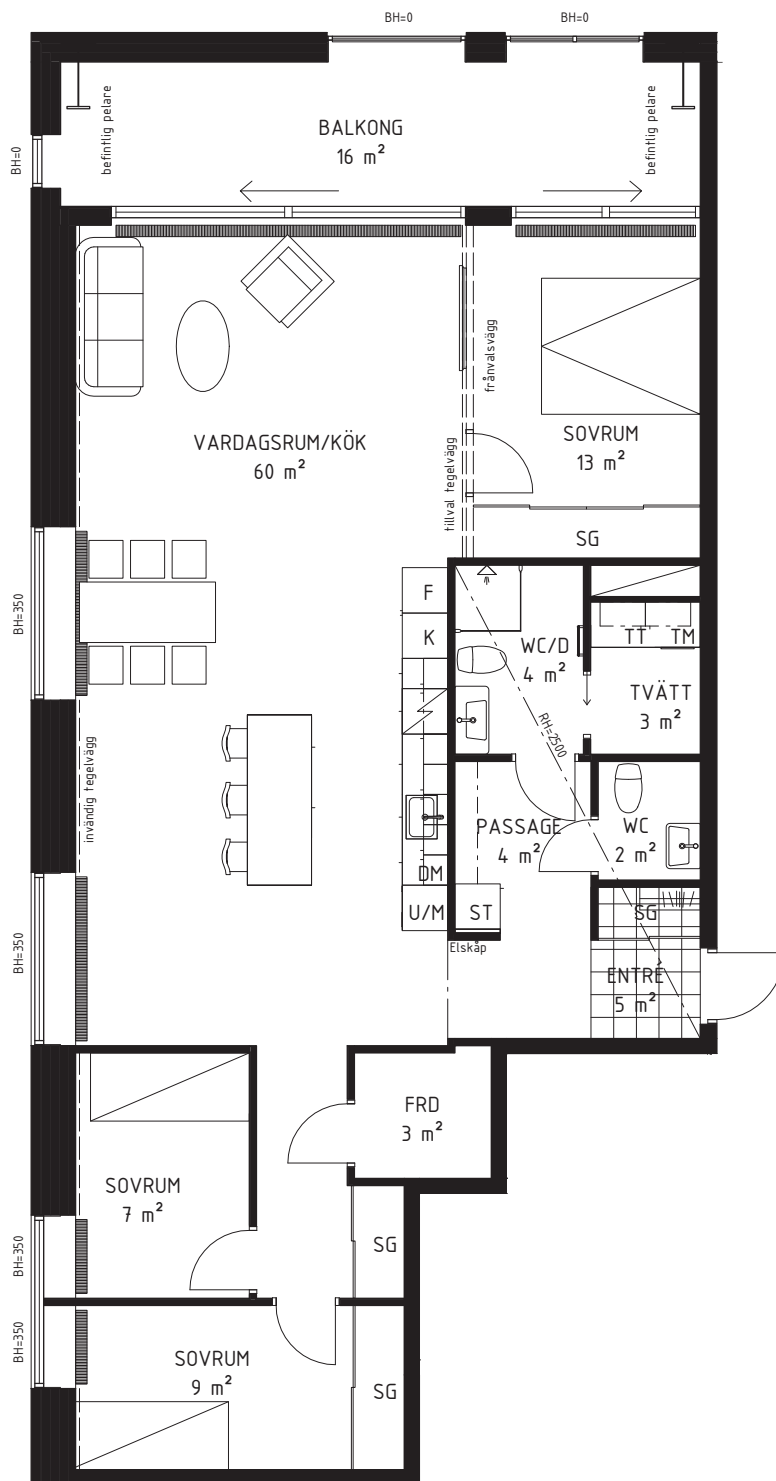 BH=0
BH=0
befintlig pelare
BALKONG
16 m²
befintlig pelare
BH=0
frånvalsvägg
VARDAGSRUM/KÖK
60 m²
SOVRUM
13 m²
tillval tegelvägg
SG
BH=350
F
K
WC/D
4 m²
TT
TM
TVÄTT
3 m²
RH=2500
invändig tegelvägg
PASSAGE
4 m²
WC
2 m²
DM
U/M
ST
SG
Elskåp
BH=350
ENTRÉ
5 m²
FRD
3 m²
SOVRUM
7 m²
SG
BH=350
BH=350
SOVRUM
9 m²
SG